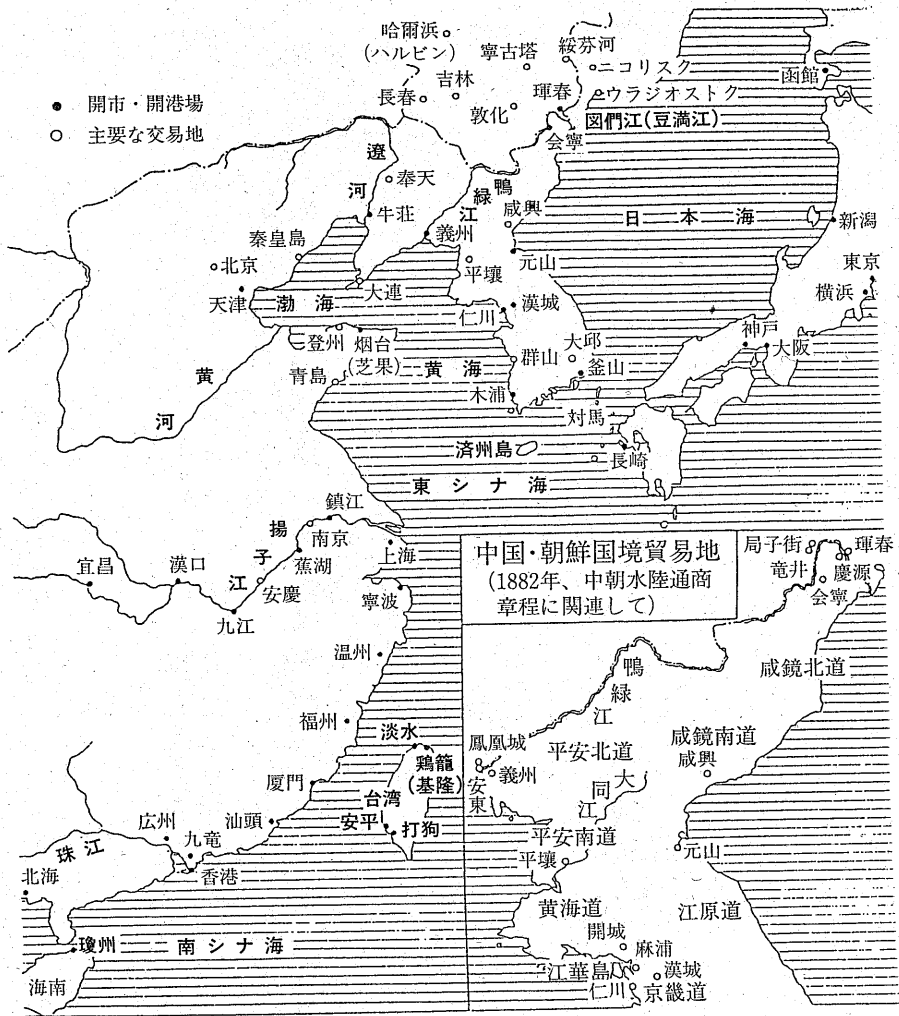 ● 開市・開港場
○ 主要な交易地
哈爾浜
(ハルビン)
寧古塔
綏芬河
ニコリスク
吉林
長春
敦化
琿春
ウラジオストク
図們江(豆満江)
会寧
函館
遼河
奉天
鴨緑江
咸興
日本海
牛荘
義州
新潟
秦皇島
北京
平壌
元山
東京
天津
渤海
大連
漢城
横浜
仁川
登州
烟台
(芝罘)
大邱
神戸
大阪
黄海
群山
釜山
黄河
青島
木浦
対馬
済州島
長崎
東シナ海
鎮江
揚子江
南京
上海
宜昌
漢口
蕪湖
安慶
寧波
九江
温州
福州
淡水
鶏籠
(基隆)
厦門
台湾
安平
打狗
汕頭
広州
九竜
珠江
香港
北海
瓊州
南シナ海
海南
中国・朝鮮国境貿易地
(1882年、中朝水陸通商
章程に関連して)
局子街
琿春
竜井
慶源
会寧
咸鏡北道
鴨緑江
鳳凰城
平安北道
咸鏡南道
咸興
義州
安東
大同江
平安南道
元山
平壌
黄海道
江原道
開城
麻浦
江華島
漢城
仁川
京畿道